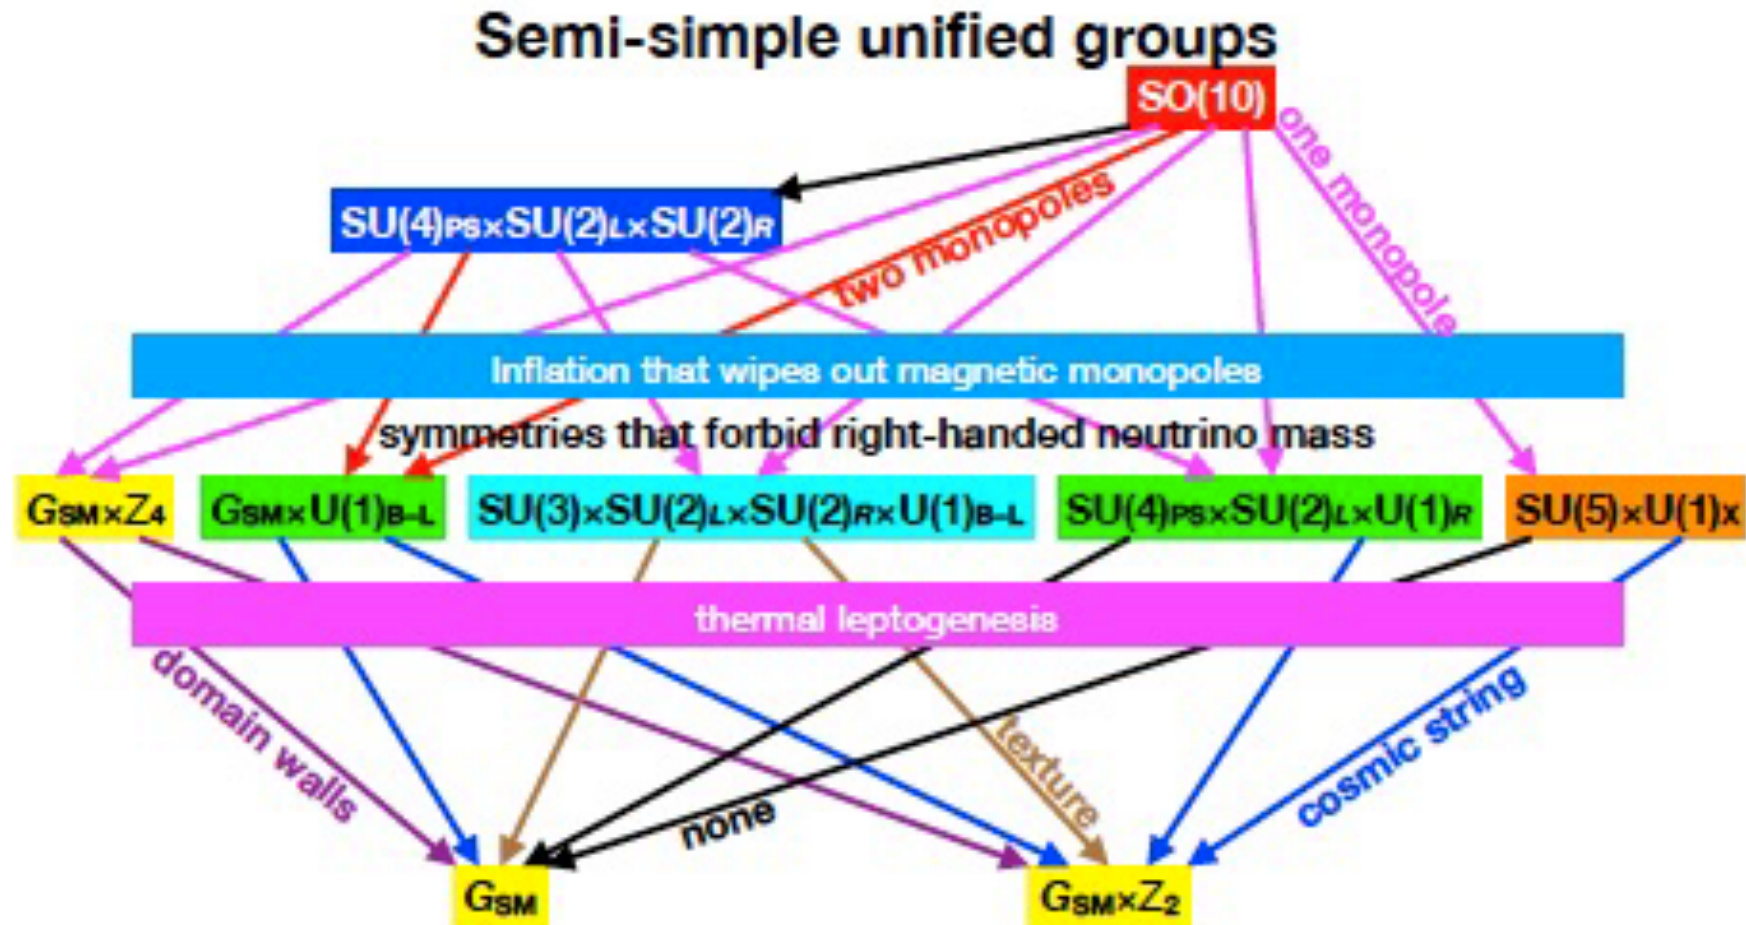 Semi-simple unified groups
SO(10)
one monopole
SU(4)PS×SU(2)L×SU(2)R
two monopoles
Inflation that wipes out magnetic monopoles
symmetries that forbid right-handed neutrino mass
GSM×Z4
GSM×U(1)B–L
SU(3)×SU(2)L×SU(2)R×U(1)B–L
SU(4)PS×SU(2)L×U(1)R
SU(5)×U(1)X
thermal leptogenesis
domain walls
none
texture
cosmic string
GSM
GSM×Z2